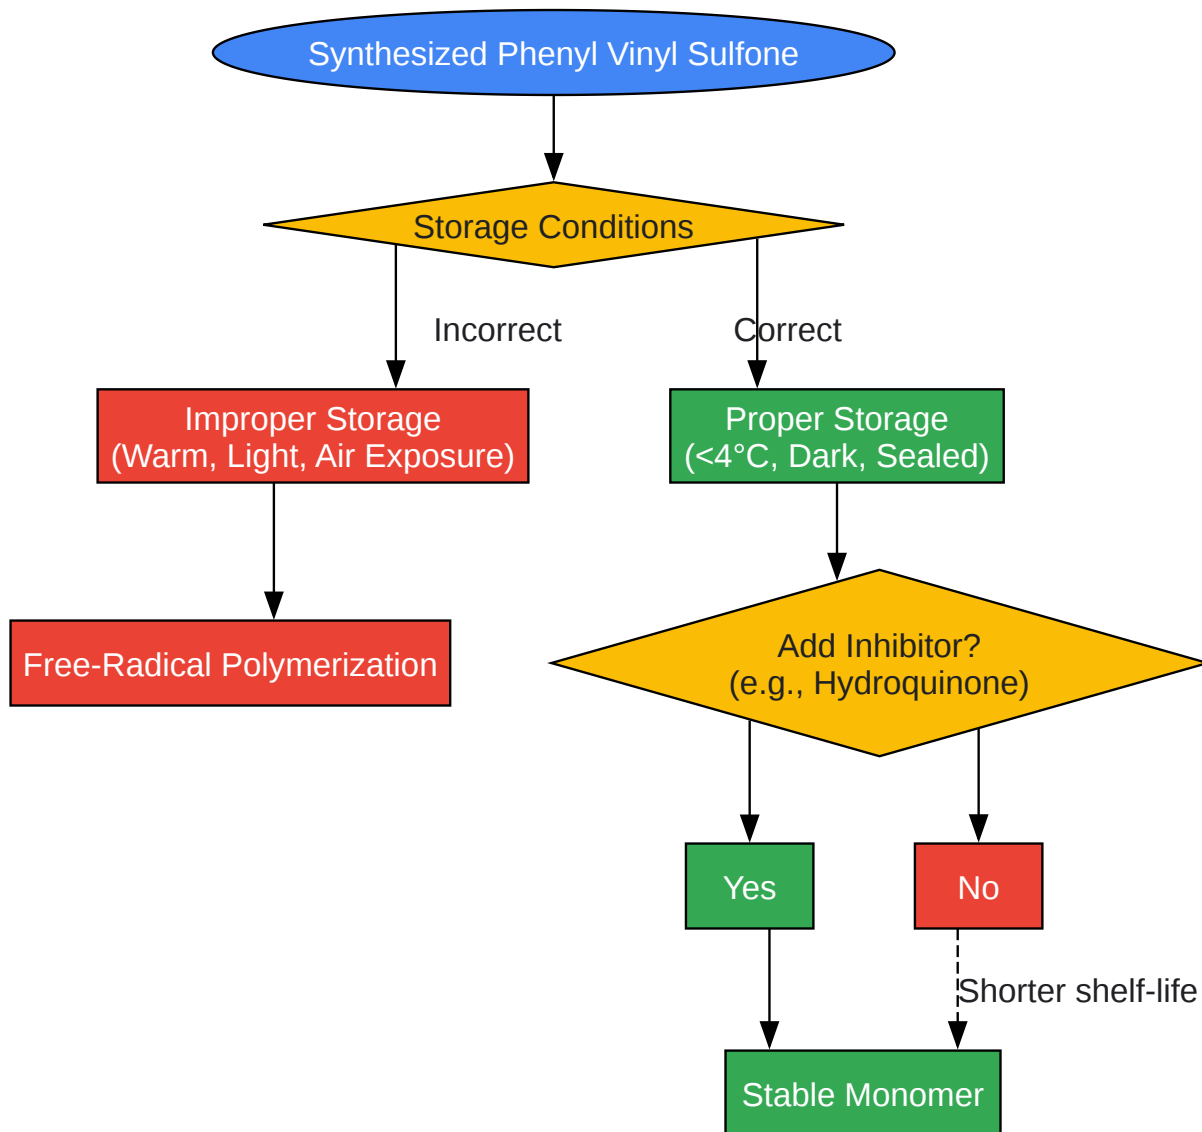 Synthesized Phenyl Vinyl Sulfone
Storage Conditions
Incorrect
Correct
Improper Storage
(Warm, Light, Air Exposure)
Proper Storage
(<4°C, Dark, Sealed)
Free-Radical Polymerization
Add Inhibitor?
(e.g., Hydroquinone)
Yes
No
Shorter shelf-life
Stable Monomer